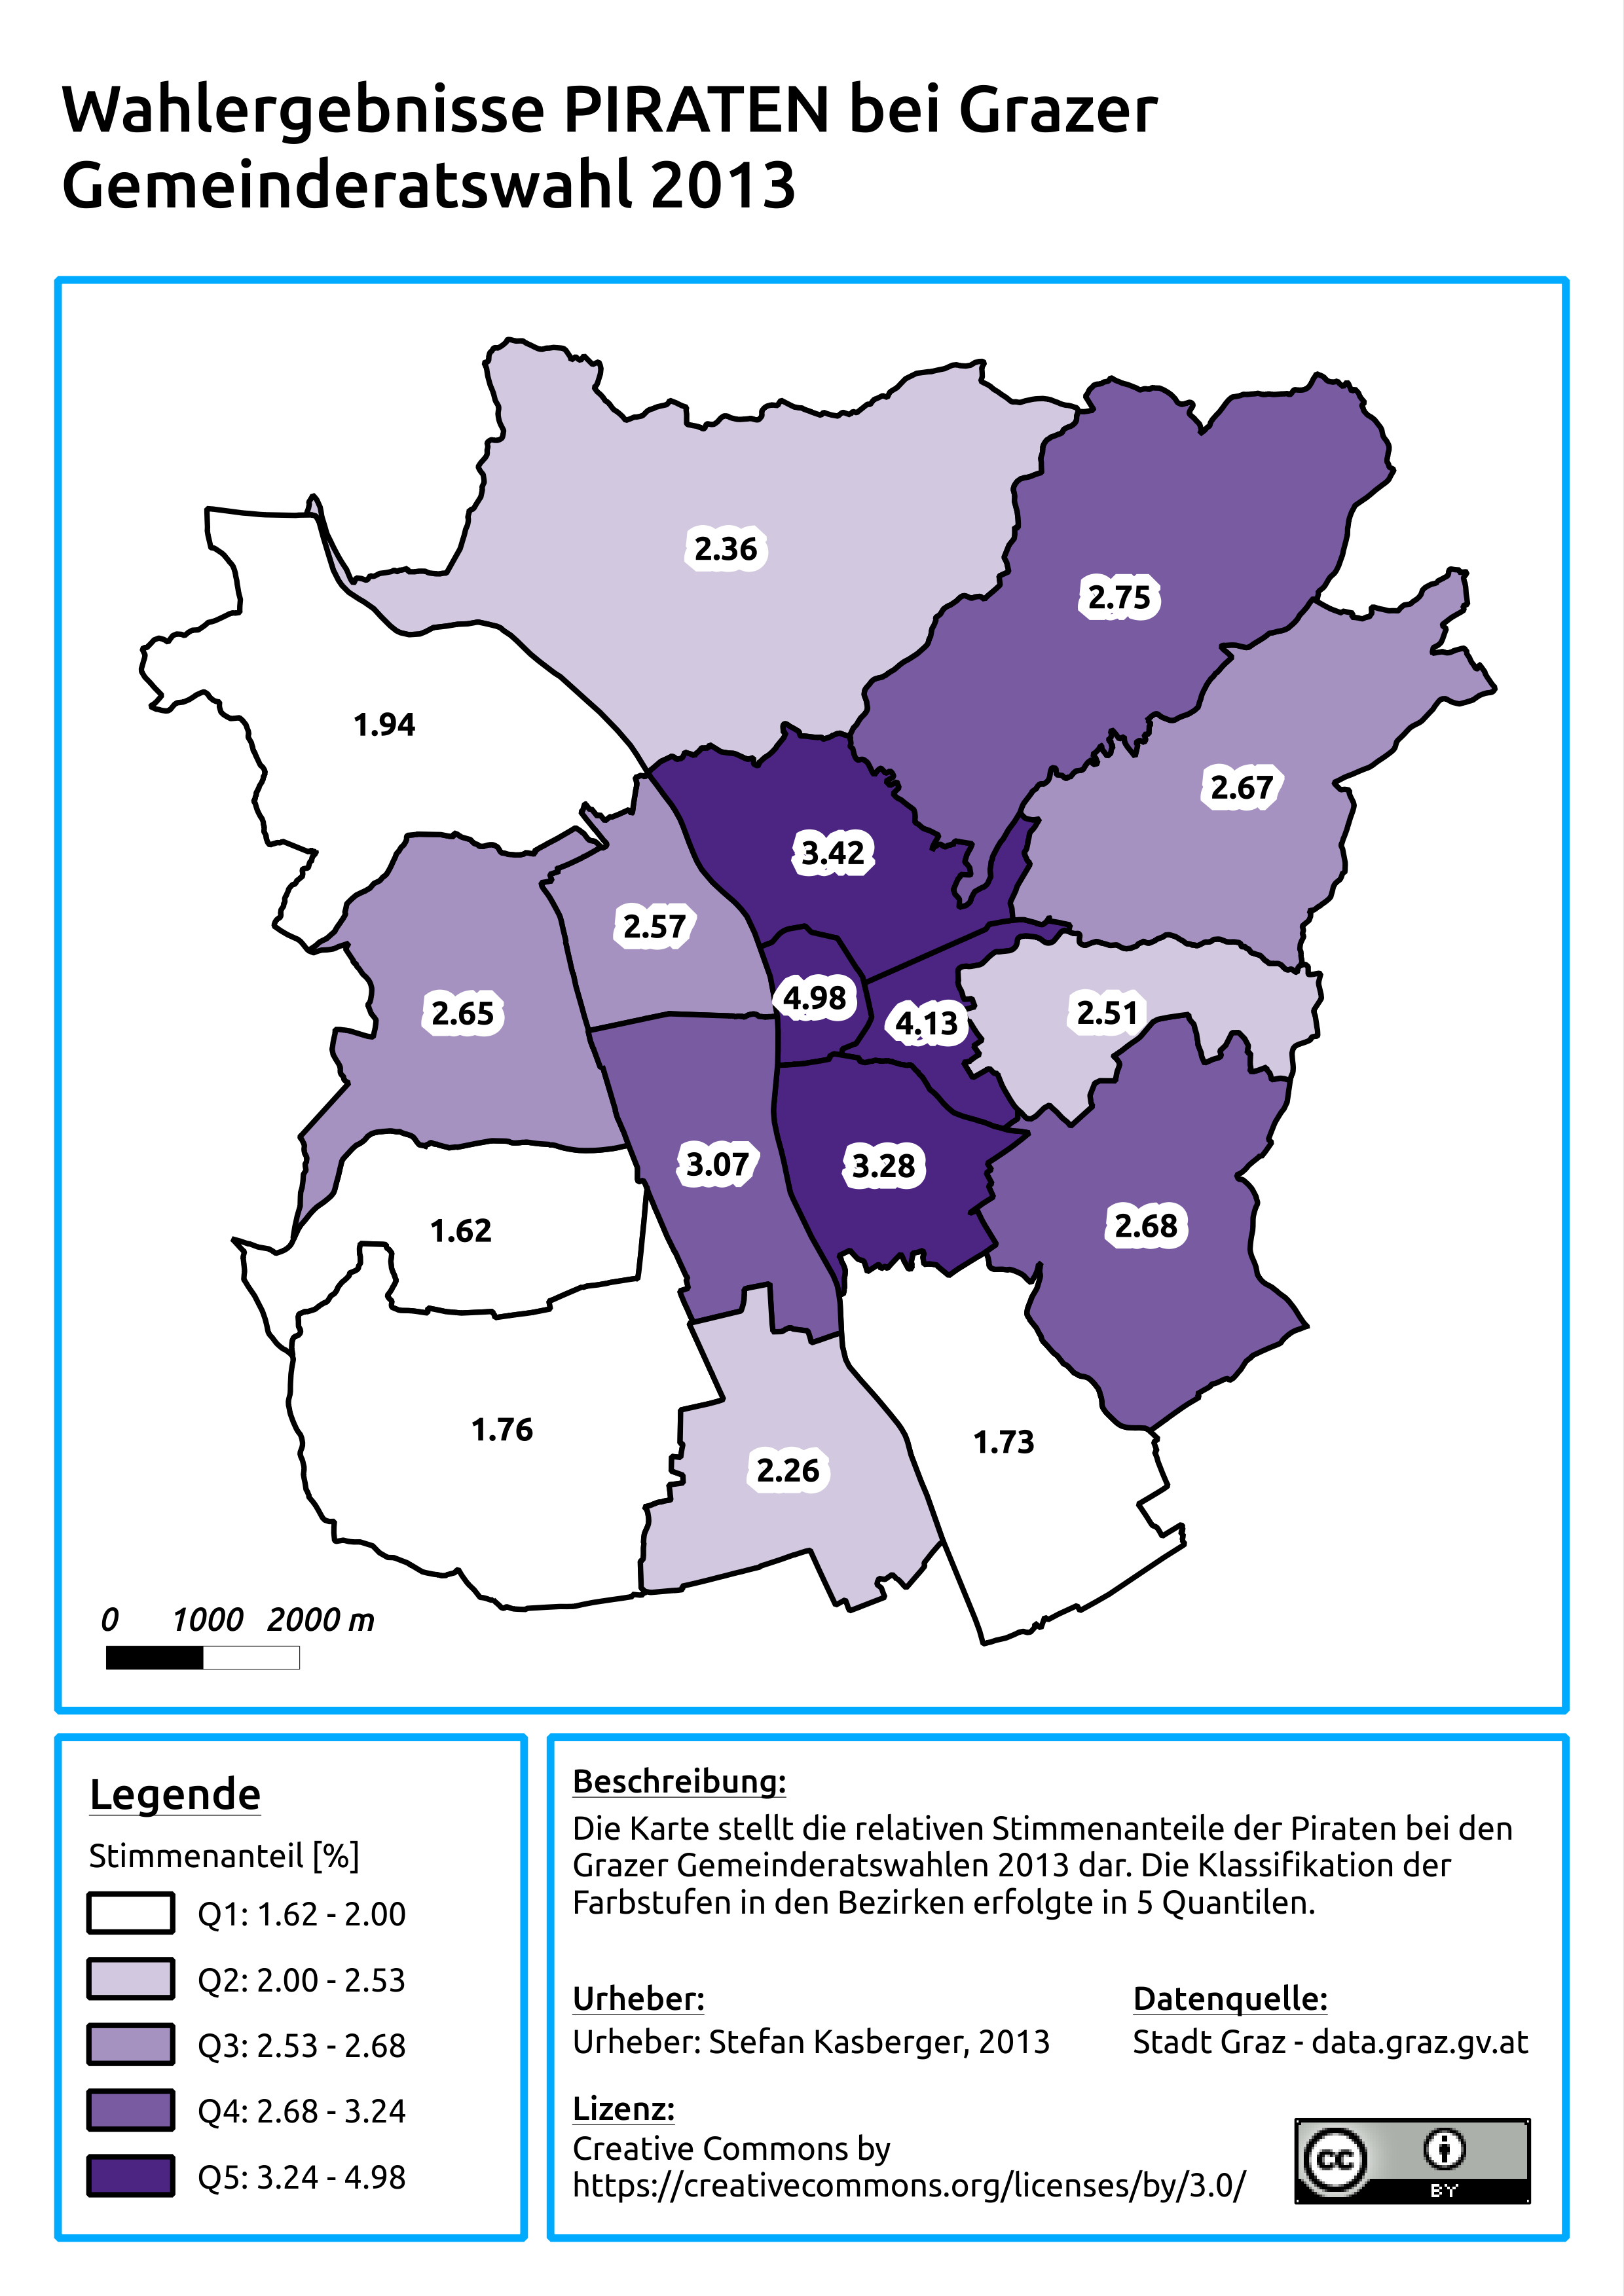 Wahlergebnisse PIRATEN bei Grazer
Gemeinderatswahl 2013
2.36
2.75
1.94
2.67
3.42
2.57
4.98
2.65
4.13
2.51
3.07
3.28
1.62
2.68
1.76
1.73
2.26
0 1000 2000 m
Legende
Stimmenanteil [%]
Q1: 1.62 - 2.00
Q2: 2.00 - 2.53
Q3: 2.53 - 2.68
Q4: 2.68 - 3.24
Q5: 3.24 - 4.98
Beschreibung:
Die Karte stellt die relativen Stimmenanteile der Piraten bei den
Grazer Gemeinderatswahlen 2013 dar. Die Klassifikation der
Farbstufen in den Bezirken erfolgte in 5 Quantilen.
Urheber:
Urheber: Stefan Kasberger, 2013
Datenquelle:
Stadt Graz - data.graz.gv.at
Lizenz:
Creative Commons by
https://creativecommons.org/licenses/by/3.0/
cc
BY